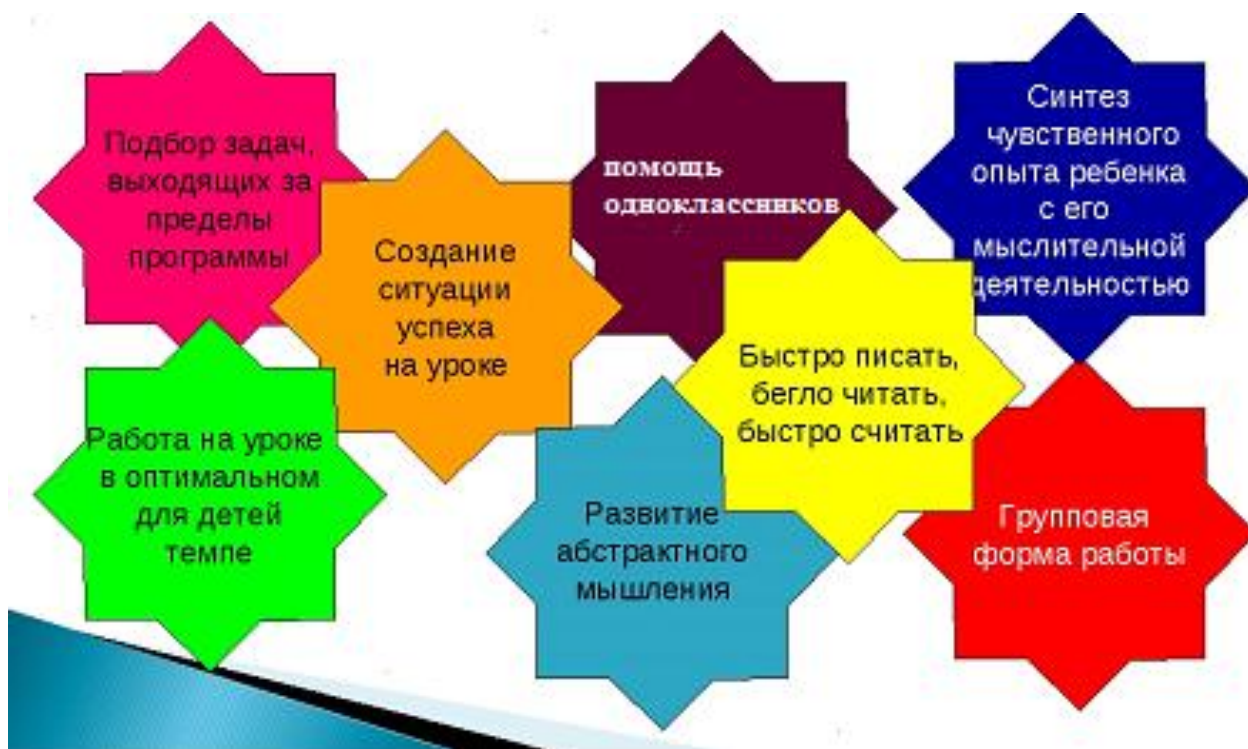 Подбор задач,
выходящих за
пределы
программы
Создание
ситуации
успеха
на уроке
помощь
одноклассников
Синтез
чувственного
опыта ребенка
с его
мыслительной
деятельностью
Работа на уроке
в оптимальном
для детей
темпе
Развитие
абстрактного
мышления
Быстро писать,
бегло читать,
быстро считать
Групповая
форма работы